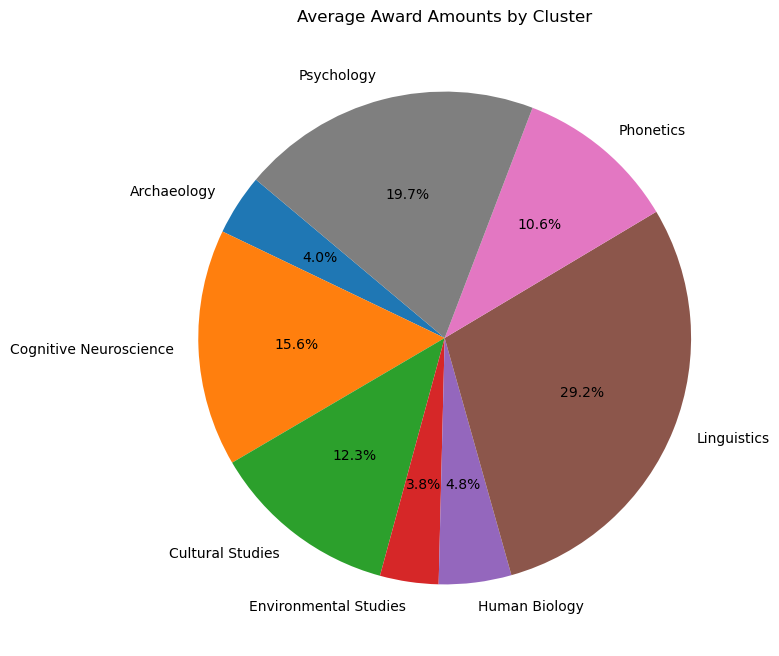 Average Award Amounts by Cluster
Psychology
Phonetics
Archaeology
19.7%
10.6%
4.0%
Cognitive Neuroscience
15.6%
29.2%
Linguistics
12.3%
3.8%
4.8%
Cultural Studies
Environmental Studies
Human Biology